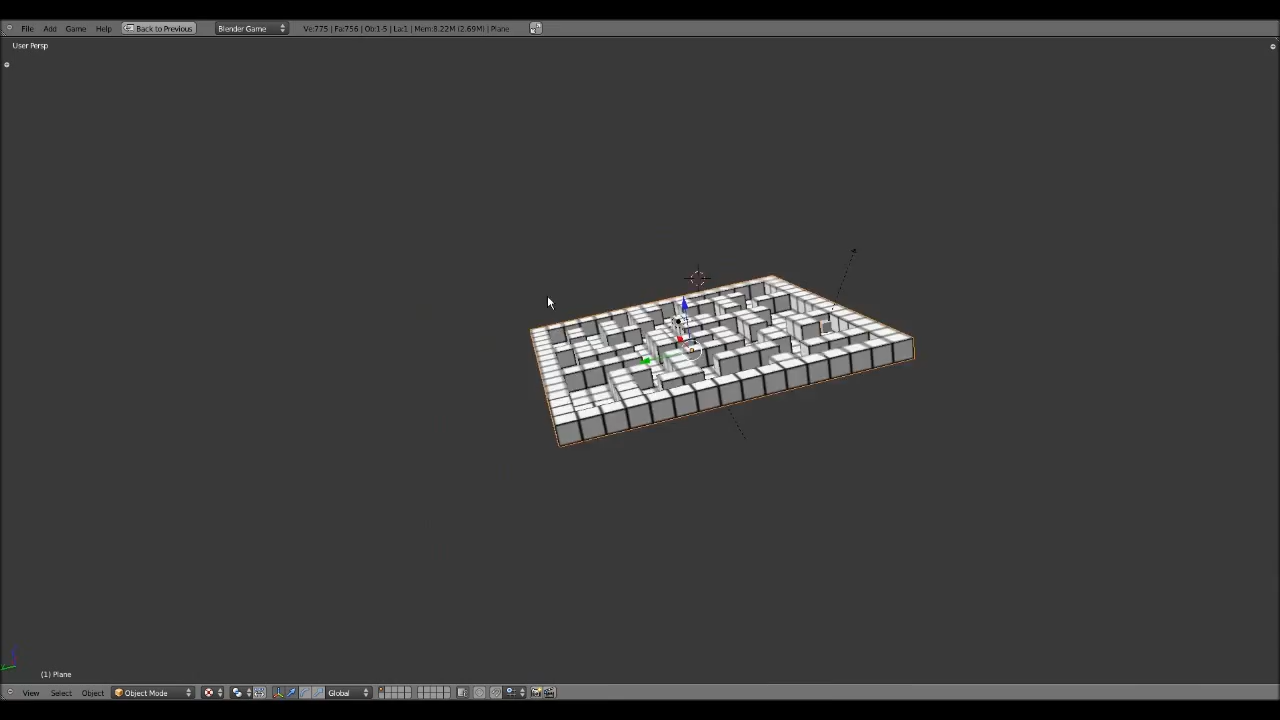 File Add Game Help Back to Previous Blender Game Ve:775 | Fa:756 | Ob:1-5 | La:1 | Mem:8.22M (2.69M) | Plane
User Persp
(1) Plane
View Select Object Object Mode Global